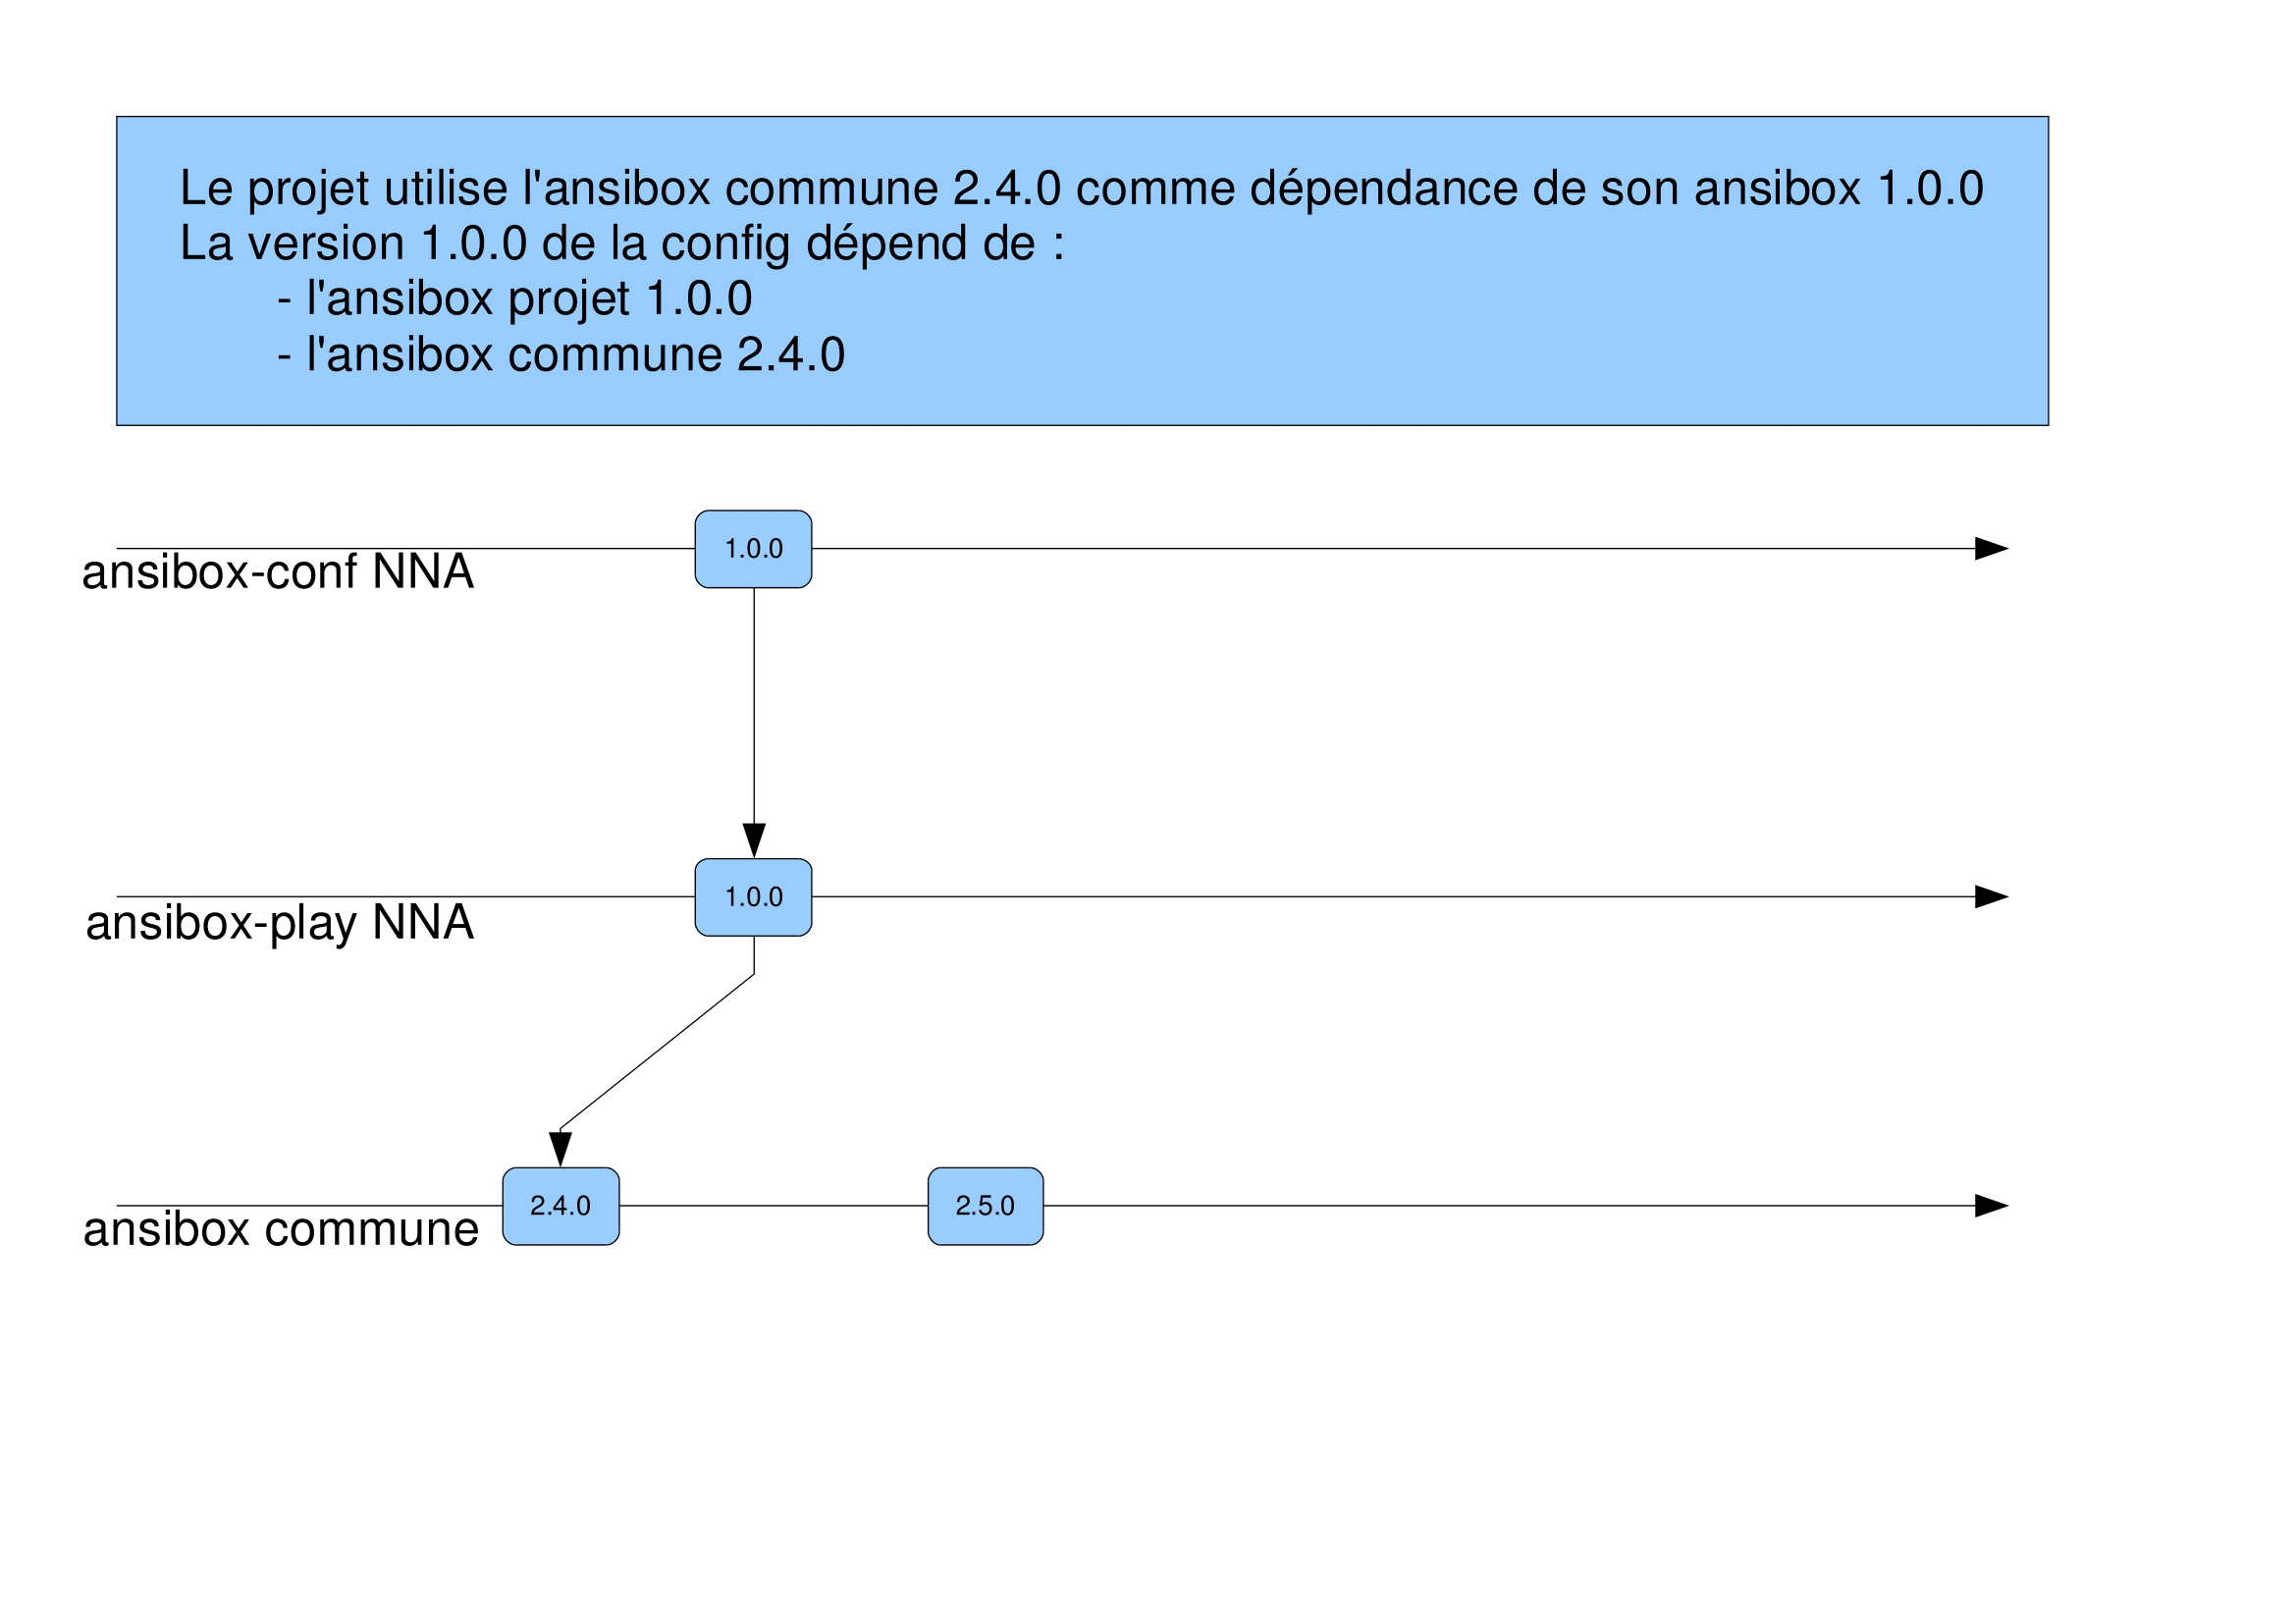 Le projet utilise l'ansibox commune 2.4.0 comme dépendance de son ansibox 1.0.0
La version 1.0.0 de la config dépend de :
- l'ansibox projet 1.0.0
- l'ansibox commune 2.4.0
1.0.0
ansibox-conf NNA
1.0.0
ansibox-play NNA
2.4.0
2.5.0
ansibox commune